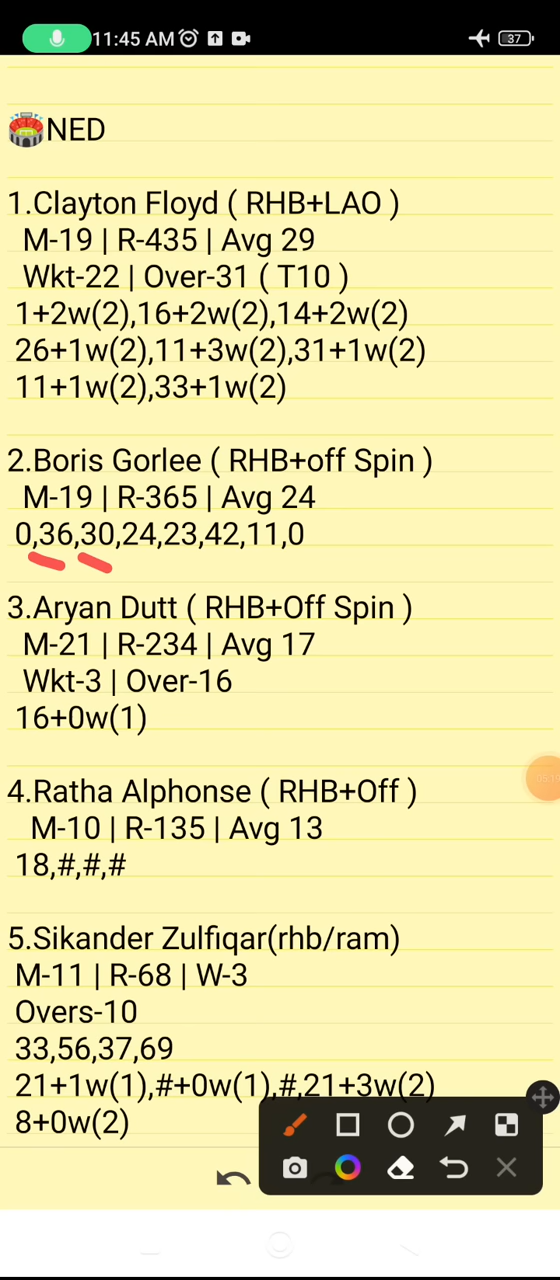 11:45 AM
37
NED
1.Clayton Floyd ( RHB+LAO )
M-19 | R-435 | Avg 29
Wkt-22 | Over-31 ( T10 )
1+2w(2),16+2w(2),14+2w(2)
26+1w(2),11+3w(2),31+1w(2)
11+1w(2),33+1w(2)
2.Boris Gorlee ( RHB+off Spin )
M-19 | R-365 | Avg 24
0,36,30,24,23,42,11,0
3.Aryan Dutt ( RHB+Off Spin )
M-21 | R-234 | Avg 17
Wkt-3 | Over-16
16+0w(1)
4.Ratha Alphonse ( RHB+Off )
M-10 | R-135 | Avg 13
18,#,#,#
5.Sikander Zulfiqar(rhb/ram)
M-11 | R-68 | W-3
Overs-10
33,56,37,69
21+1w(1),#+0w(1),#,21+3w(2)
8+0w(2)